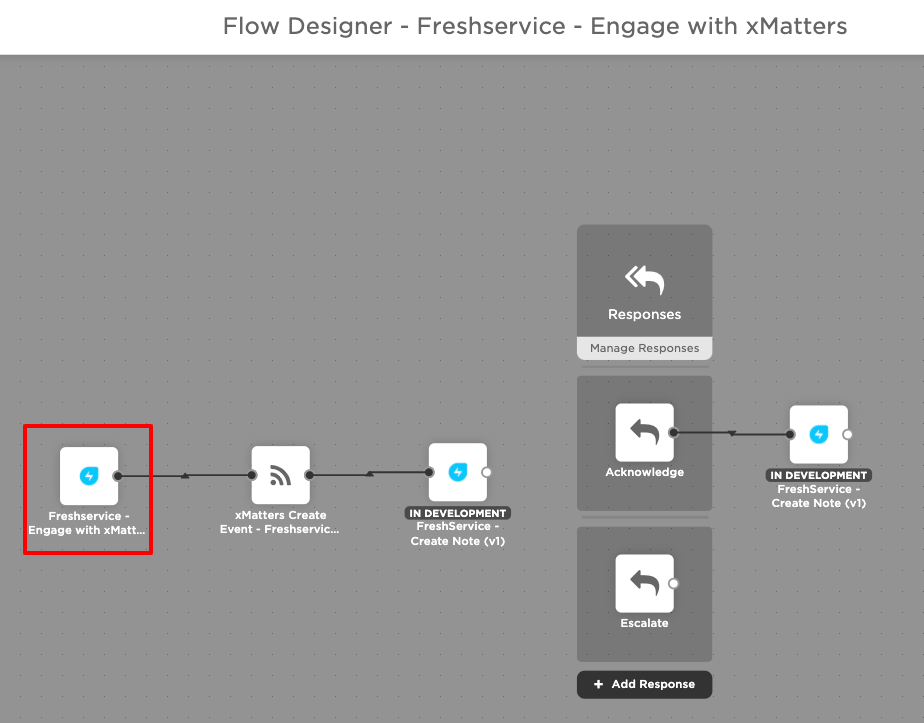 Flow Designer - Freshservice - Engage with xMatters
Responses
Manage Responses
Freshservice -
Engage with xMatt...
xMatters Create
Event - Freshservic...
IN DEVELOPMENT
FreshService -
Create Note (v1)
Acknowledge
IN DEVELOPMENT
FreshService -
Create Note (v1)
Escalate
+ Add Response